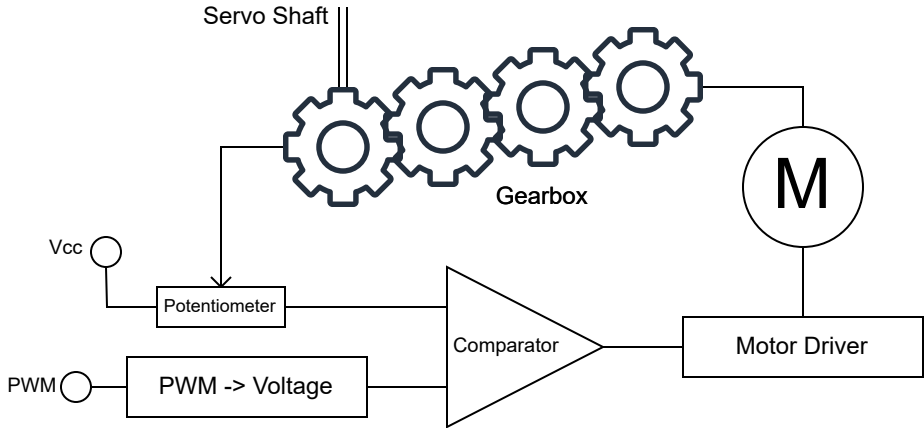 Servo Shaft
Gearbox
M
Vcc
Potentiometer
Comparator
Motor Driver
PWM
PWM -> Voltage